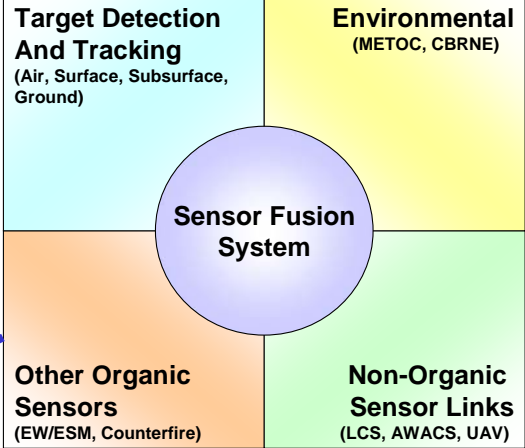 Target Detection
And Tracking
(Air, Surface, Subsurface,
Ground)
Environmental
(METOC, CBRNE)
Sensor Fusion
System
Other Organic
Sensors
(EW/ESM, Counterfire)
Non-Organic
Sensor Links
(LCS, AWACS, UAV)